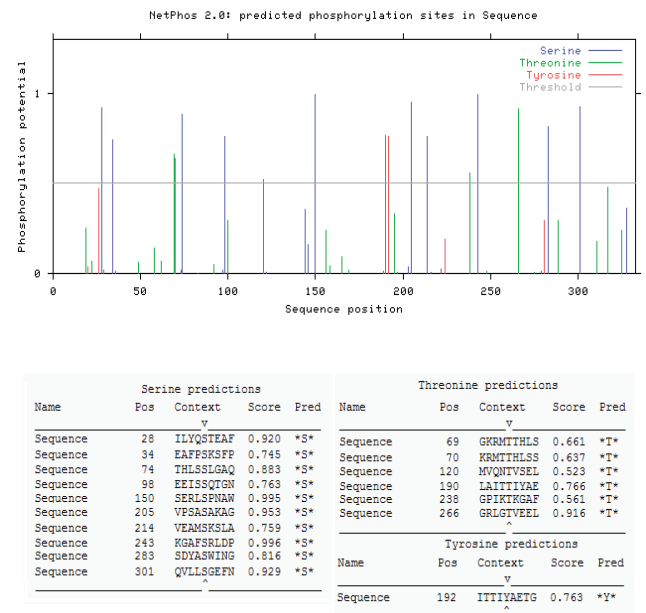 NetPhos 2.0: predicted phosphorylation sites in Sequence
Serine
Threonine
Tyrosine
Threshold
Phosphorylation potential
1
0
0 50 100 150 200 250 300
Sequence position
Serine predictions
Name Pos Context Score Pred
v
Sequence 28 ILYQSTEAF 0.920 *S*
Sequence 34 EAFPSKSFP 0.745 *S*
Sequence 74 THLSSLGAQ 0.883 *S*
Sequence 98 EEISSQTGN 0.763 *S*
Sequence 150 SERLSPNAW 0.995 *S*
Sequence 205 VPSASAKAG 0.953 *S*
Sequence 214 VEAMSKSLA 0.759 *S*
Sequence 243 KGAFSRLDP 0.996 *S*
Sequence 283 SDYASWING 0.816 *S*
Sequence 301 QVLLSGEFN 0.929 *S*
^
Threonine predictions
Name Pos Context Score Pred
v
Sequence 69 GKRMTTHLS 0.661 *T*
Sequence 70 KRMTTHLSS 0.637 *T*
Sequence 120 MVQNTVSEL 0.523 *T*
Sequence 190 LAITTIYAE 0.766 *T*
Sequence 238 GPIKTKGAF 0.561 *T*
Sequence 266 GRLGTVEEL 0.916 *T*
^
Tyrosine predictions
Name Pos Context Score Pred
v
Sequence 192 ITTIYAETG 0.763 *Y*
^